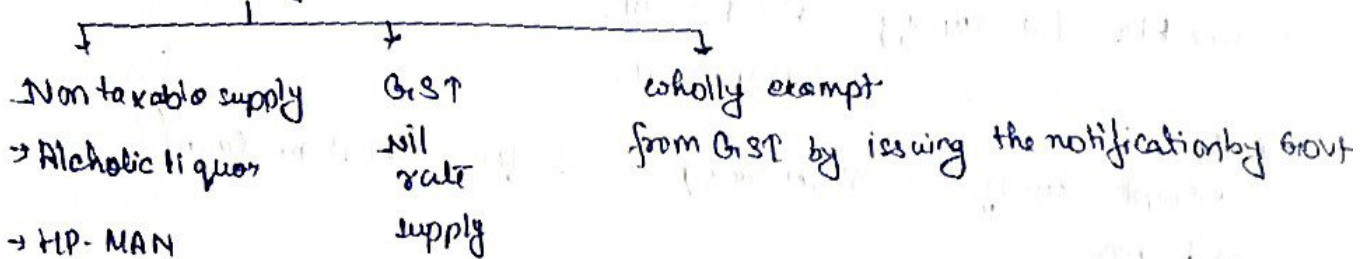 Non taxable supply GST wholly exempt
→ Alcholic liquor Nil from GST by issuing the notification by Govt
rate
→ HP- MAN supply